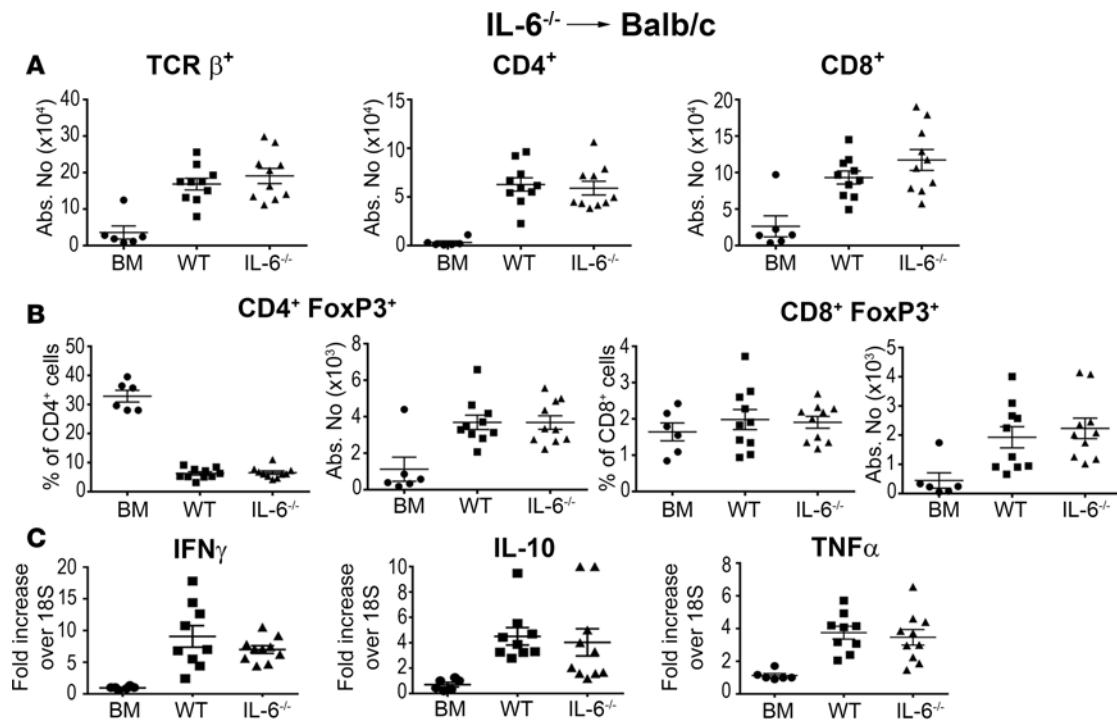 IL-6⁻/⁻ → Balb/c
A
TCR β⁺
CD4⁺
CD8⁺
Abs. No (x10⁴)
40
30
20
10
0
BM WT IL-6⁻/⁻
Abs. No (x10⁴)
15
10
5
0
BM WT IL-6⁻/⁻
Abs. No (x10⁴)
20
15
10
5
0
BM WT IL-6⁻/⁻
B
CD4⁺ FoxP3⁺
CD8⁺ FoxP3⁺
% of CD4⁺ cells
50
40
30
20
10
0
BM WT IL-6⁻/⁻
Abs. No (x10³)
8
6
4
2
0
BM WT IL-6⁻/⁻
% of CD8⁺ cells
4
3
2
1
0
BM WT IL-6⁻/⁻
Abs. No (x10³)
5
4
3
2
1
0
BM WT IL-6⁻/⁻
C
IFNγ
IL-10
TNFα
Fold increase
over 18S
20
15
10
5
0
BM WT IL-6⁻/⁻
Fold increase
over 18S
10
8
6
4
2
0
BM WT IL-6⁻/⁻
Fold increase
over 18S
8
6
4
2
0
BM WT IL-6⁻/⁻